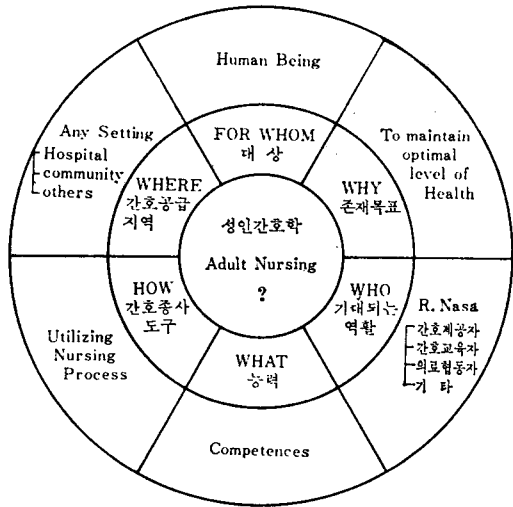 Human Being
FOR WHOM
대 상
To maintain
optimal
level of
Health
WHY
존재목표
R. Nasa
간호제공자
간호교육자
의료협동자
기 타
WHO
기대되는
역활
Competences
WHAT
능력
Utilizing
Nursing
Process
HOW
간호종사
도구
Any Setting
Hospital
community
others
WHERE
간호공급
지역
성인간호학
Adult Nursing
?